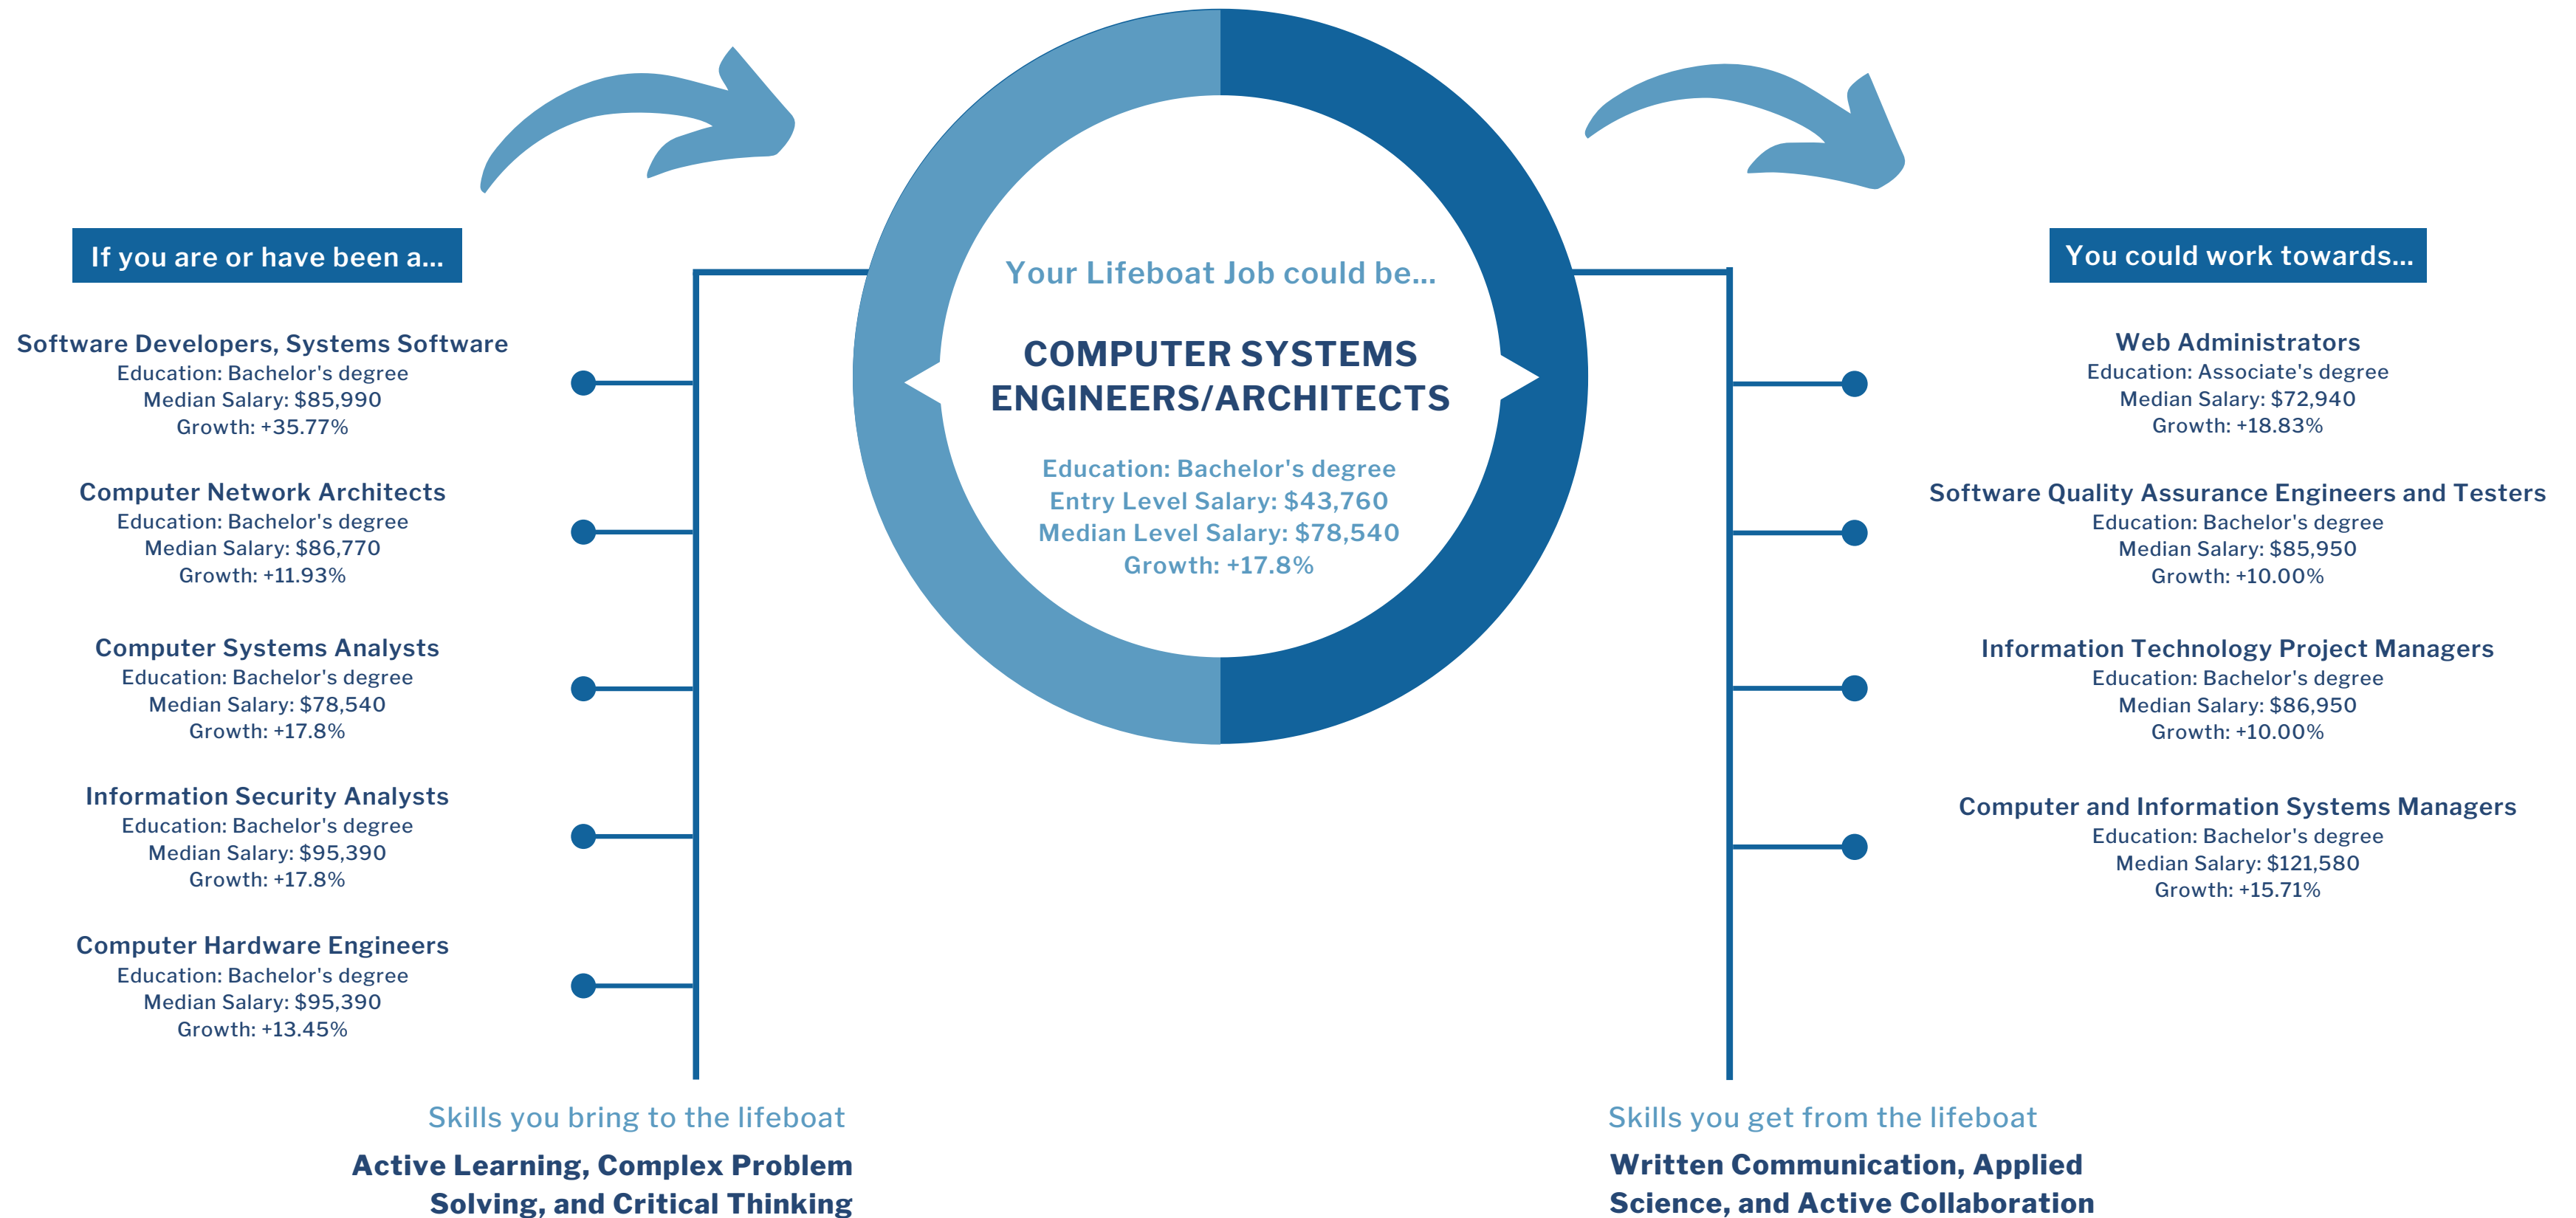 If you are or have been a...
Software Developers, Systems Software
Education: Bachelor's degree
Median Salary: $85,990
Growth: +35.77%
Computer Network Architects
Education: Bachelor's degree
Median Salary: $86,770
Growth: +11.93%
Computer Systems Analysts
Education: Bachelor's degree
Median Salary: $78,540
Growth: +17.8%
Information Security Analysts
Education: Bachelor's degree
Median Salary: $95,390
Growth: +17.8%
Computer Hardware Engineers
Education: Bachelor's degree
Median Salary: $95,390
Growth: +13.45%
Skills you bring to the lifeboat
Active Learning, Complex Problem
Solving, and Critical Thinking
Your Lifeboat Job could be...
COMPUTER SYSTEMS
ENGINEERS/ARCHITECTS
Education: Bachelor's degree
Entry Level Salary: $43,760
Median Level Salary: $78,540
Growth: +17.8%
You could work towards...
Web Administrators
Education: Associate's degree
Median Salary: $72,940
Growth: +18.83%
Software Quality Assurance Engineers and Testers
Education: Bachelor's degree
Median Salary: $85,950
Growth: +10.00%
Information Technology Project Managers
Education: Bachelor's degree
Median Salary: $86,950
Growth: +10.00%
Computer and Information Systems Managers
Education: Bachelor's degree
Median Salary: $121,580
Growth: +15.71%
Skills you get from the lifeboat
Written Communication, Applied
Science, and Active Collaboration